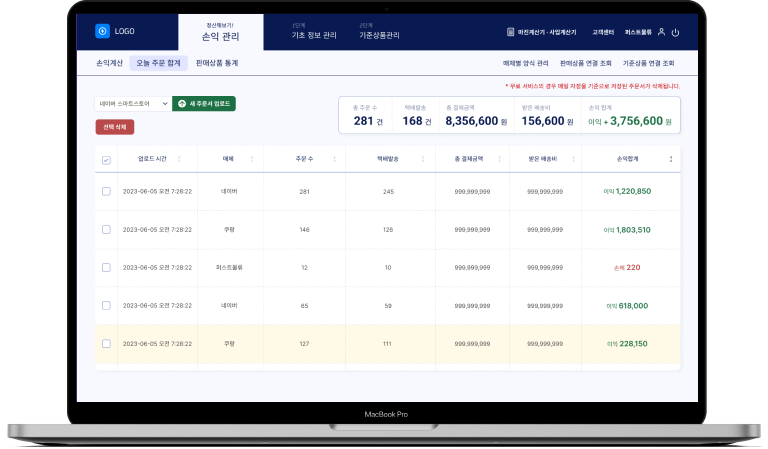 LOGO
정산해보기!
손익 관리
1단계
기초 정보 관리
2단계
기준상품관리
마진계산기 · 사입계산기
고객센터
퍼스트물류
손익계산
오늘 주문 합계
판매상품 통계
매체별 양식 관리
판매상품 연결 조회
기준상품 연결 조회
* 무료 서비스의 경우 매일 자정을 기준으로 저장된 주문서가 삭제됩니다.
네이버 스마트스토어
새 주문서 업로드
선택 삭제
총 주문 수
281 건
택배발송
168 건
총 결제금액
8,356,600 원
받은 배송비
156,600 원
손익 합계
이익 + 3,756,600 원
업로드 시간 매체 주문 수 택배발송 총 결제금액 받은 배송비 손익합계
2023-06-05 오전 7:28:22 네이버 281 245 999,999,999 999,999,999 이익 1,220,850
2023-06-05 오전 7:28:22 쿠팡 146 126 999,999,999 999,999,999 이익 1,803,510
2023-06-05 오전 7:28:22 퍼스트물류 12 10 999,999,999 999,999,999 손해 220
2023-06-05 오전 7:28:22 네이버 65 59 999,999,999 999,999,999 이익 618,000
2023-06-05 오전 7:28:22 쿠팡 127 111 999,999,999 999,999,999 이익 228,150
MacBook Pro